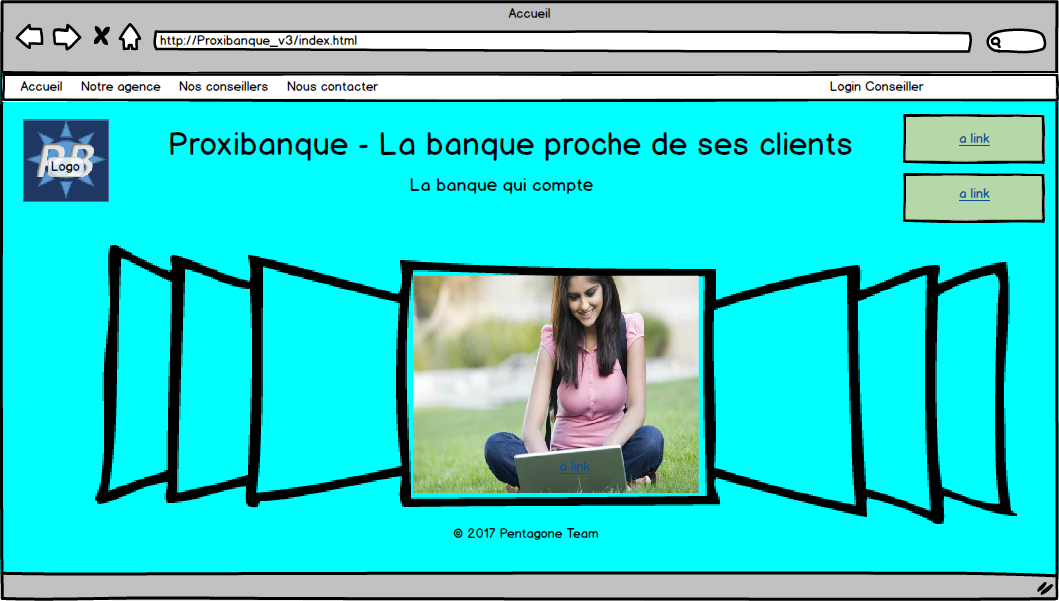 Accueil
http://Proxibanque_v3/index.html
Accueil Notre agence Nos conseillers Nous contacter Login Conseiller
PB
Logo
Proxibanque - La banque proche de ses clients
La banque qui compte
a link
a link
a link
© 2017 Pentagone Team